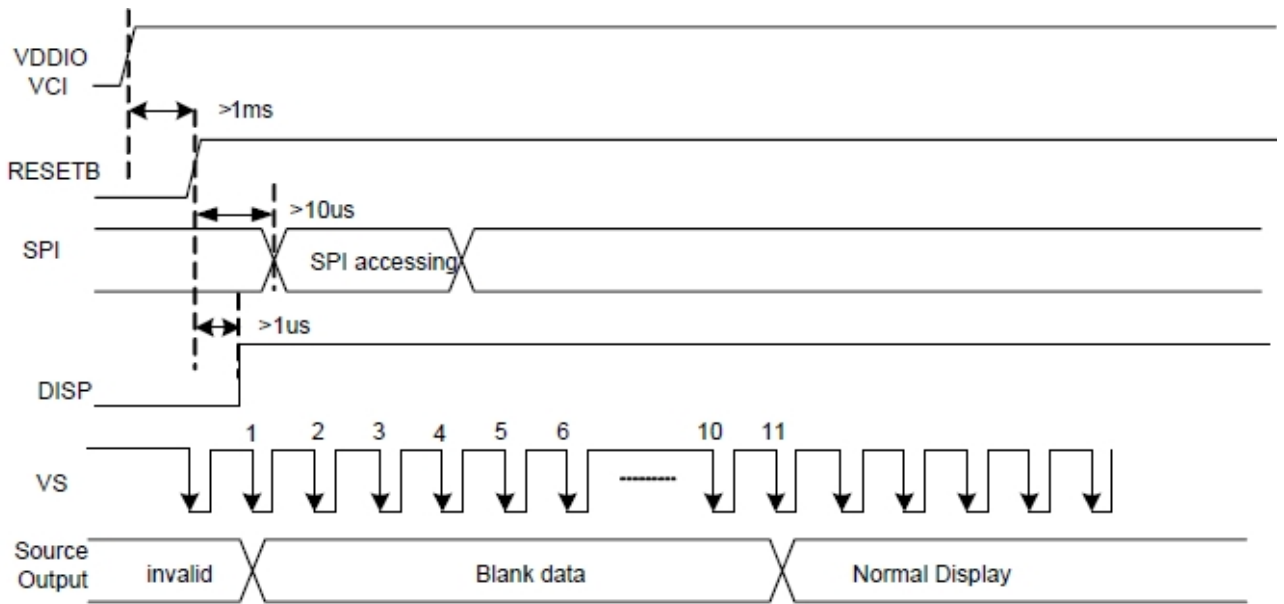 VDDIO
VCI
>1ms
RESETB
>10us
SPI
SPI accessing
>1us
DISP
1 2 3 4 5 6 10 11
VS
Source
Output
invalid
Blank data
Normal Display